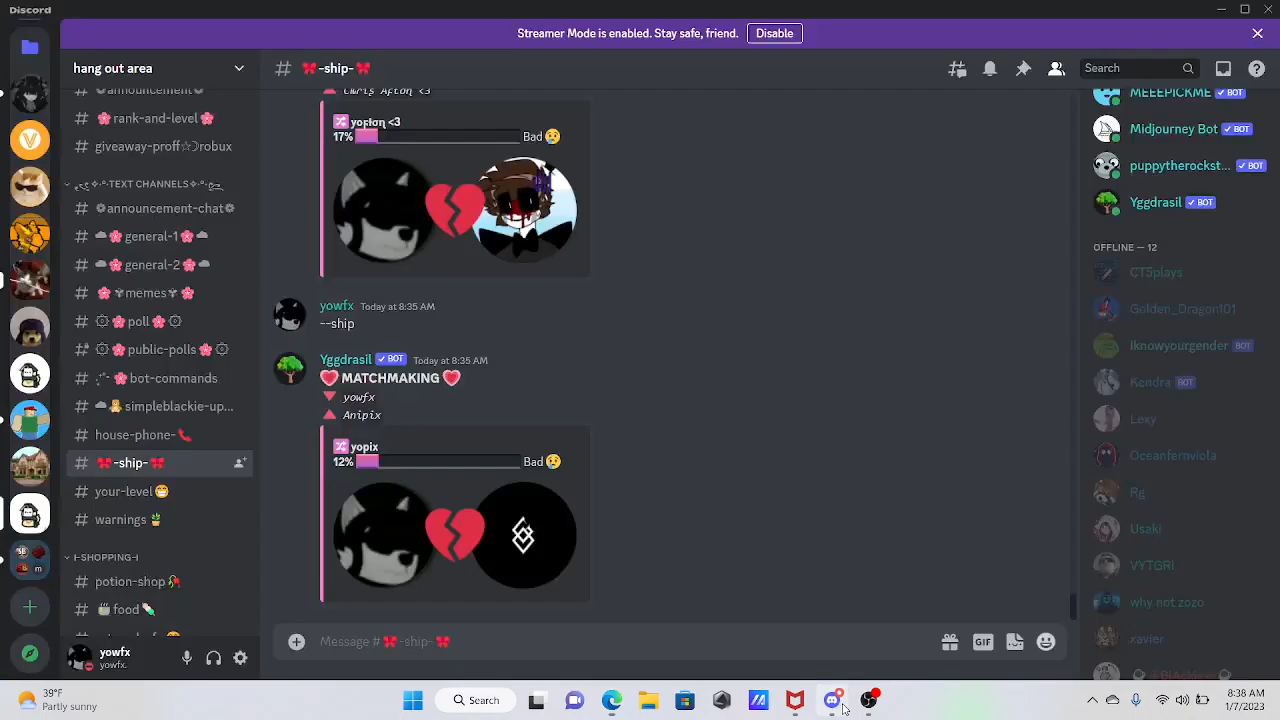 Discord
Streamer Mode is enabled. Stay safe, friend. Disable
hang out area
# 🎀-ship-🎀
Search
announcement
# 🌸rank-and-level🌸
# giveaway-proff☆☽robux
TEXT CHANNELS
# announcement-chat
# ☁🌸general-1🌸☁
# ☁🌸general-2🌸☁
# 🌸memes🌸
# 🌸poll🌸
# 🌸public-polls🌸
# 🌸bot-commands
# ☁🧸simpleblackie-up...
# house-phone-📞
# 🎀-ship-🎀
# your-level😁
# warnings🪴
⊢SHOPPING⊣
# potion-shop
# 🍵food🍬
yowfx
yowfx.
Chris Afton <3
🔀 yopion <3
17% Bad 😢
yowfx Today at 8:35 AM
--ship
Yggdrasil ✓ BOT Today at 8:35 AM
💗 MATCHMAKING 💗
🔻 yowfx
🔺 Anipix
🔀 yopix
12% Bad 😢
Message #🎀-ship-🎀
GIF
MEEEPICKME ✓ BOT
Midjourney Bot ✓ BOT
puppytherockst... ✓ BOT
Yggdrasil ✓ BOT
OFFLINE — 12
CT5plays
Golden_Dragon101
Iknowyourgender BOT
Kendra BOT
Lexy
Oceanfernviola
Rg
Usaki
VYTGRI
why not zozo
xavier
39°F
Partly sunny
Search
8:38 AM
1/7/2023